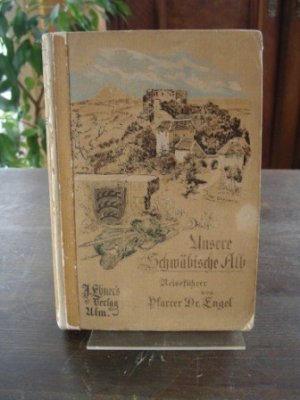 Unsere
Schwäbische Alb
Reiseführer
von
Pfarrer Dr. Engel
J. Ebner's
Verlag
Ulm.